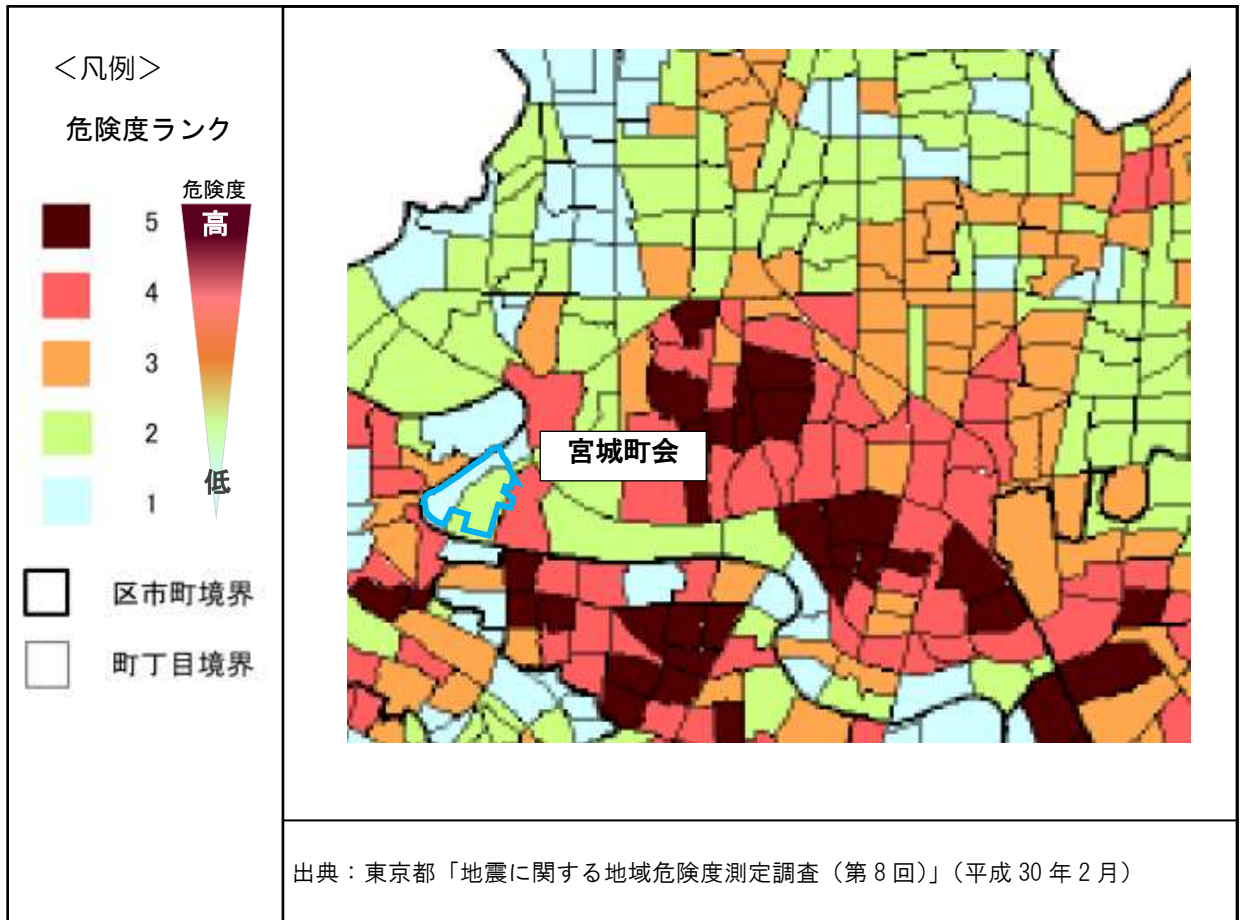 ＜凡例＞
危険度ランク
危険度
高
5
4
3
2
1
低
区市町境界
町丁目境界
宮城町会
出典：東京都「地震に関する地域危険度測定調査（第8回）」（平成30年2月）